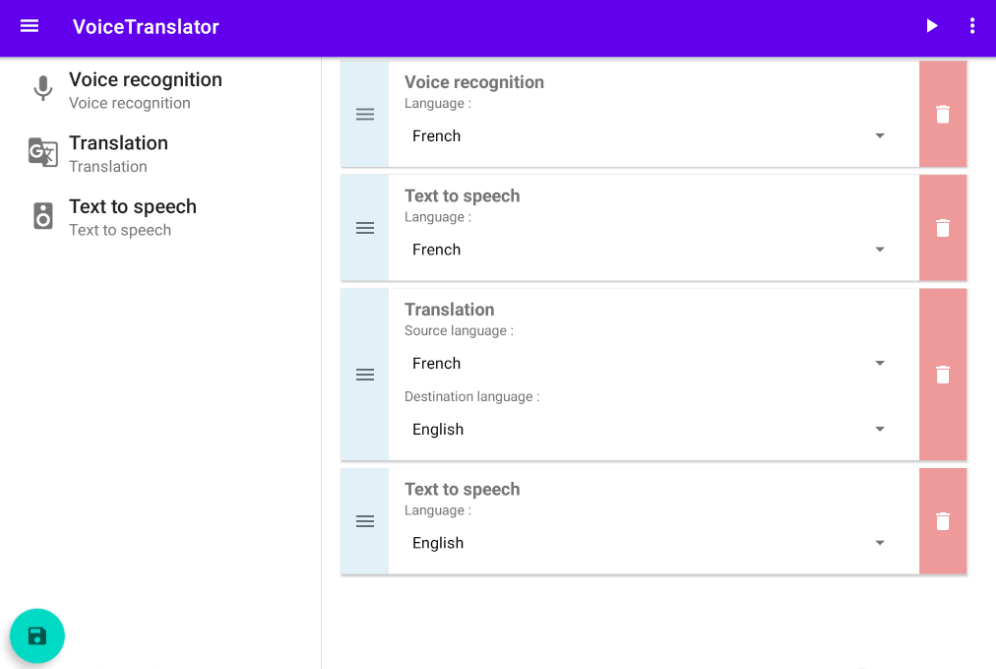 VoiceTranslator
Voice recognition
Voice recognition
Translation
Translation
Text to speech
Text to speech
Voice recognition
Language :
French
Text to speech
Language :
French
Translation
Source language :
French
Destination language :
English
Text to speech
Language :
English